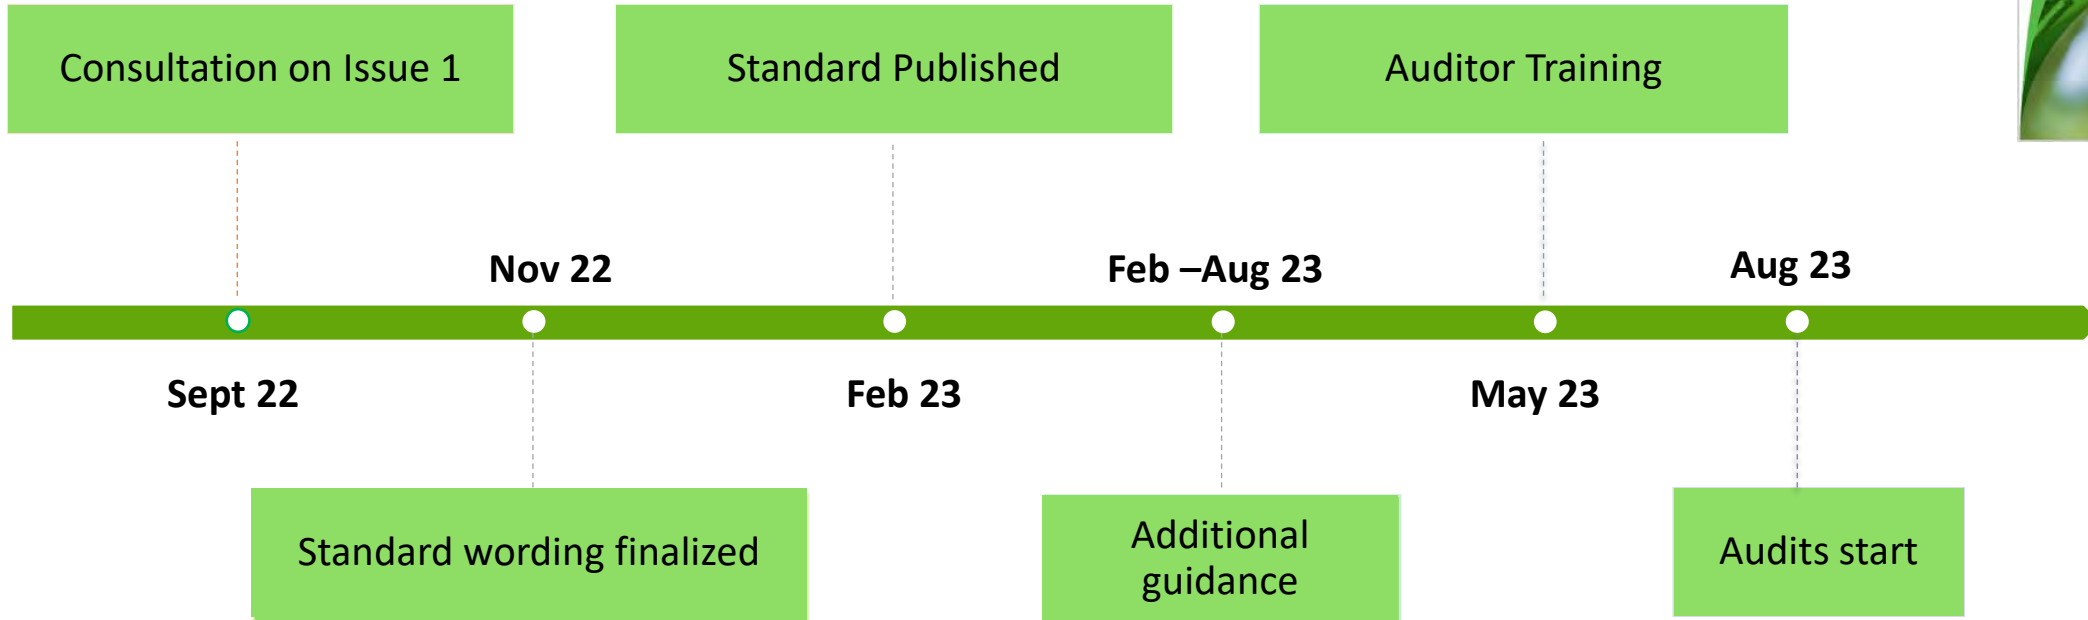 Consultation on Issue 1
Standard Published
Auditor Training
Nov 22
Feb –Aug 23
Aug 23
Sept 22
Feb 23
May 23
Standard wording finalized
Additional
guidance
Audits start